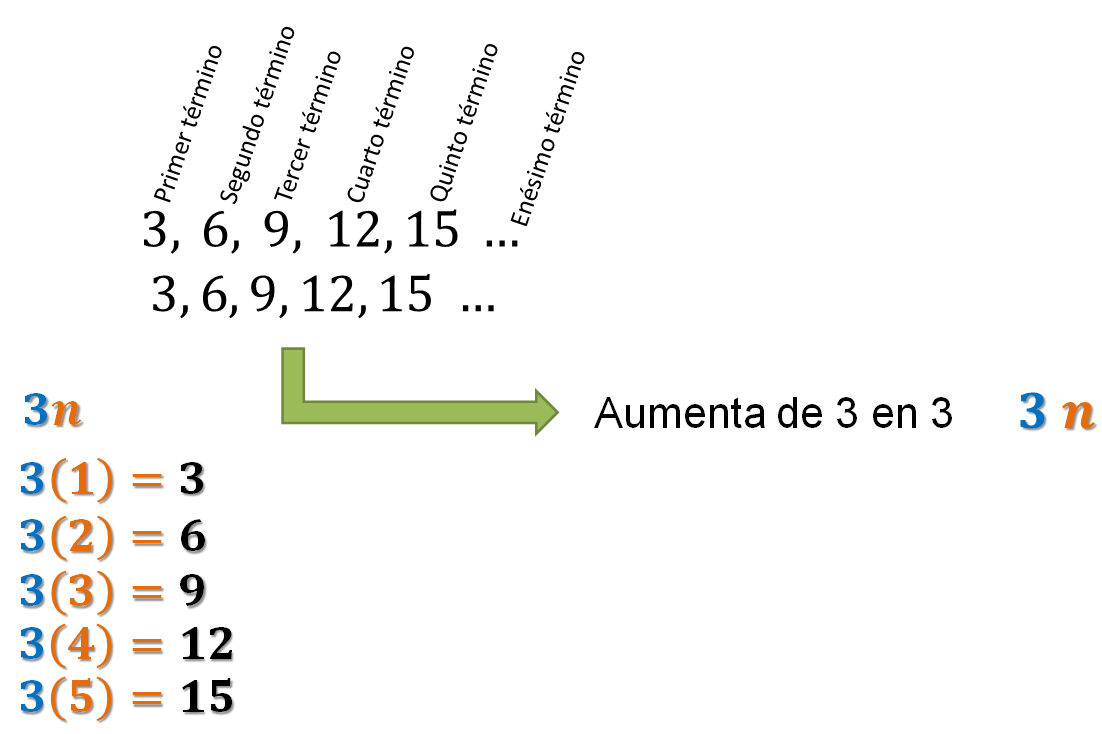 Primer término
Segundo término
Tercer término
Cuarto término
Quinto término
Enésimo término
3, 6, 9, 12, 15 ...
3, 6, 9, 12, 15 ...
Aumenta de 3 en 3
3 n
3n
3(1) = 3
3(2) = 6
3(3) = 9
3(4) = 12
3(5) = 15